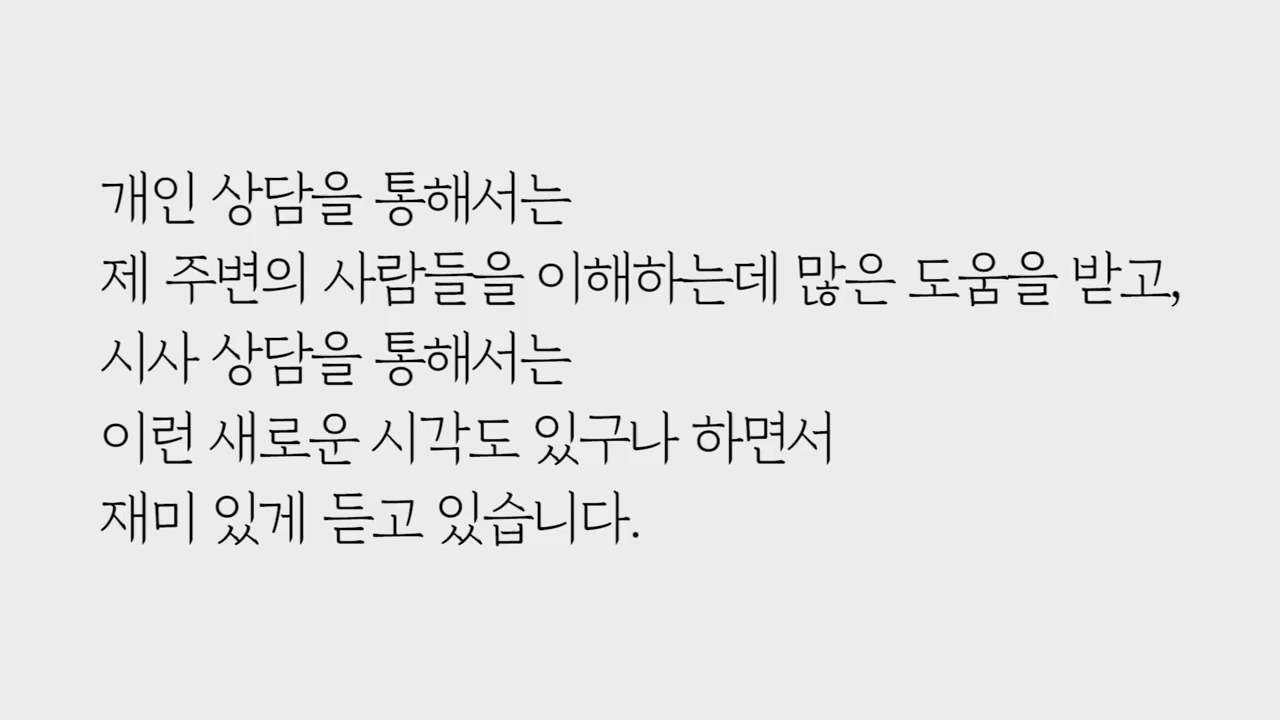 개인 상담을 통해서는
제 주변의 사람들을 이해하는데 많은 도움을 받고,
시사 상담을 통해서는
이런 새로운 시각도 있구나 하면서
재미 있게 듣고 있습니다.